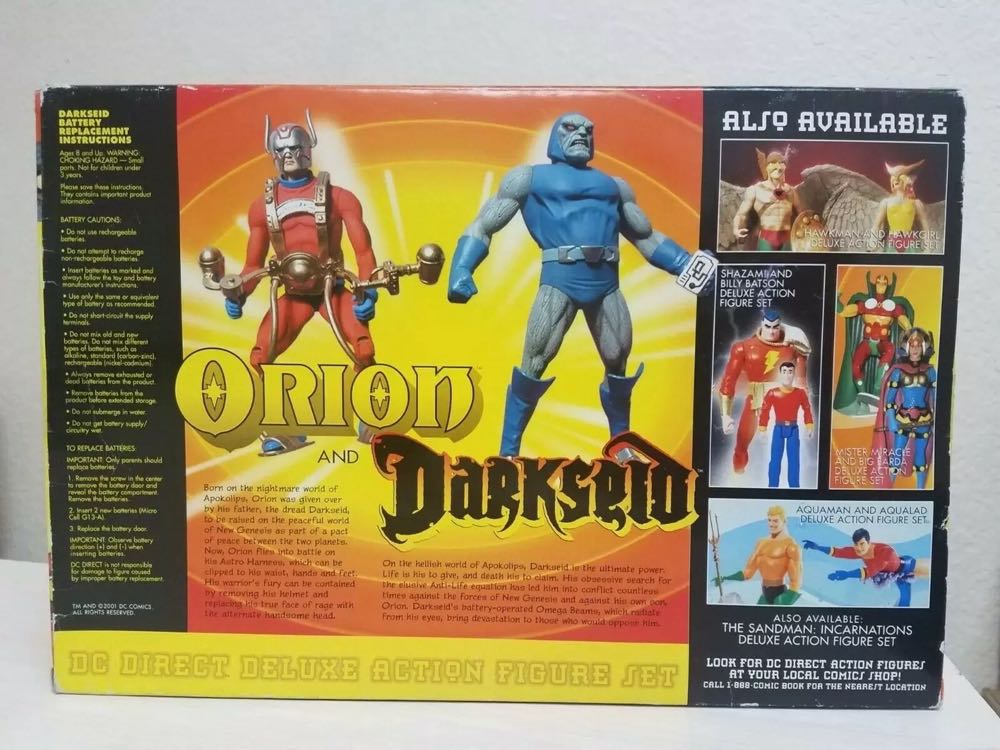 DARKSEID
BATTERY
REPLACEMENT
INSTRUCTIONS
Ages 8 and Up: WARNING:
CHOKING HAZARD — Small
parts. Not for children under
3 years.
Please save these instructions.
They contains important product
information.
BATTERY CAUTIONS:
• Do not use rechargeable
batteries.
• Do not attempt to recharge
non-rechargeable batteries.
• Insert batteries as marked and
always follow the toy and battery
manufacturer's instructions.
• Use only the same or equivalent
type of battery as recommended.
• Do not short-circuit the supply
terminals.
• Do not mix old and new
batteries. Do not mix different
types of batteries, such as
alkaline, standard (carbon-zinc),
rechargeable (nickel-cadmium).
• Always remove exhausted or
dead batteries from the product.
• Remove batteries from the
product before extended storage.
• Do not submerge in water.
• Do not get battery supply/
circuitry wet.
TO REPLACE BATTERIES:
IMPORTANT: Only parents should
replace batteries.
1. Remove the screw in the center
to remove the battery door and
reveal the battery compartment.
Remove the batteries.
2. Insert 2 new batteries (Micro
Cell G13-A).
3. Replace the battery door.
IMPORTANT: Observe battery
direction (+) and (-) when
inserting batteries.
DC DIRECT is not responsible
for damage to figure caused
by improper battery replacement.
TM AND ©2001 DC COMICS.
ALL RIGHTS RESERVED.
ORION
AND
DARKSEID
Born on the nightmare world of
Apokolips, Orion was given over
by his father, the dread Darkseid,
to be raised on the peaceful world
of New Genesis as part of a pact
of peace between the two planets.
Now, Orion flies into battle on
his Astro Harness, which can be
clipped to his waist, hands and feet.
His warrior's fury can be contained
by removing his helmet and
replacing his true face of rage with
the alternate handsome head.
On the hellish world of Apokolips, Darkseid is the ultimate power.
Life is his to give, and death his to claim. His obsessive search for
the elusive Anti-Life equation has led him into conflict countless
times against the forces of New Genesis and against his own son,
Orion. Darkseid's battery-operated Omega Beams, which radiate
from his eyes, bring devastation to those who would oppose him.
DC DIRECT DELUXE ACTION FIGURE SET
ALSO AVAILABLE
HAWKMAN AND HAWKGIRL
DELUXE ACTION FIGURE SET
SHAZAM! AND
BILLY BATSON
DELUXE ACTION
FIGURE SET
MISTER MIRACLE
AND BIG BARDA
DELUXE ACTION
FIGURE SET
AQUAMAN AND AQUALAD
DELUXE ACTION FIGURE SET
ALSO AVAILABLE:
THE SANDMAN: INCARNATIONS
DELUXE ACTION FIGURE SET
LOOK FOR DC DIRECT ACTION FIGURES
AT YOUR LOCAL COMICS SHOP!
CALL 1-888-COMIC BOOK FOR THE NEAREST LOCATION